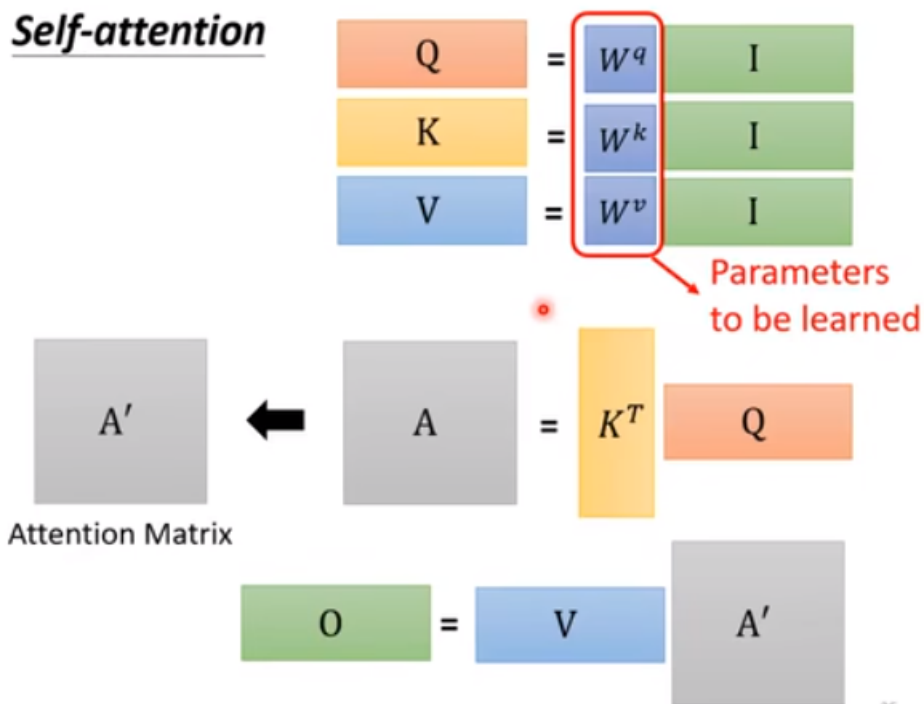 Self-attention
Q = W^q I
K = W^k I
V = W^v I
Parameters
to be learned
A′ A = K^T Q
Attention Matrix
O = V A′